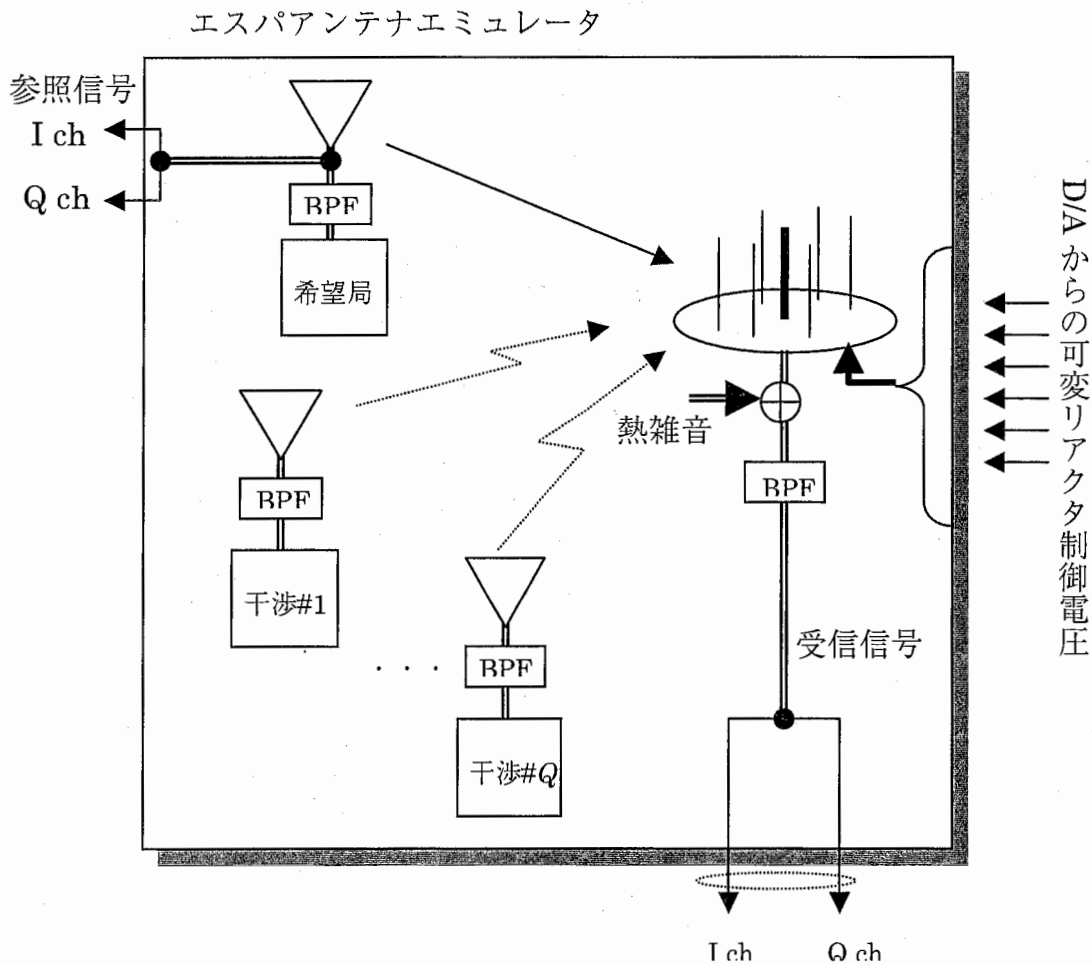 エスパアンテナエミュレータ
参照信号
I ch
Q ch
BPF
希望局
D/Aからの可変リアクタ制御電圧
熱雑音
BPF
BPF
干渉#1
受信信号
. . .
BPF
干渉#Q
I ch
Q ch